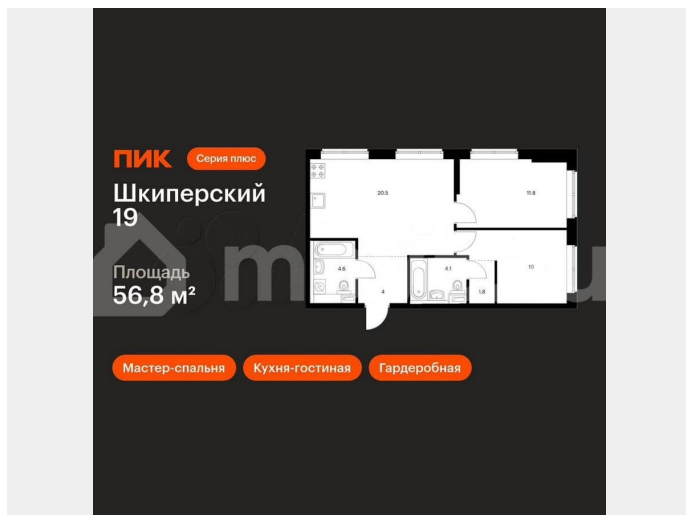 ПИК
Серия плюс
Шкиперский
19
Площадь
56,8 м²
20.5
11.8
4.6
4
4.1
1.8
10
Мастер-спальня
Кухня-гостиная
Гардеробная